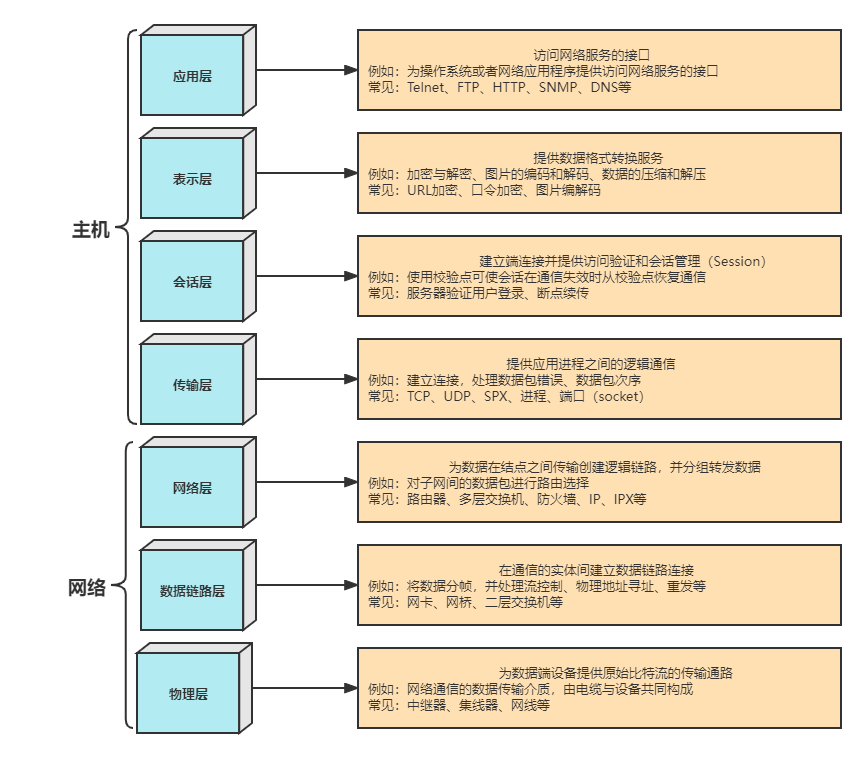 主机
应用层
访问网络服务的接口
例如：为操作系统或者网络应用程序提供访问网络服务的接口
常见：Telnet、FTP、HTTP、SNMP、DNS等
表示层
提供数据格式转换服务
例如：加密与解密、图片的编码和解码、数据的压缩和解压
常见：URL加密、口令加密、图片编解码
会话层
建立端连接并提供访问验证和会话管理（Session）
例如：使用校验点可使会话在通信失效时从校验点恢复通信
常见：服务器验证用户登录、断点续传
传输层
提供应用进程之间的逻辑通信
例如：建立连接，处理数据包错误、数据包次序
常见：TCP、UDP、SPX、进程、端口（socket）
网络
网络层
为数据在结点之间传输创建逻辑链路，并分组转发数据
例如：对子网间的数据包进行路由选择
常见：路由器、多层交换机、防火墙、IP、IPX等
数据链路层
在通信的实体间建立数据链路连接
例如：将数据分帧，并处理流控制、物理地址寻址、重发等
常见：网卡、网桥、二层交换机等
物理层
为数据端设备提供原始比特流的传输通路
例如：网络通信的数据传输介质，由电缆与设备共同构成
常见：中继器、集线器、网线等